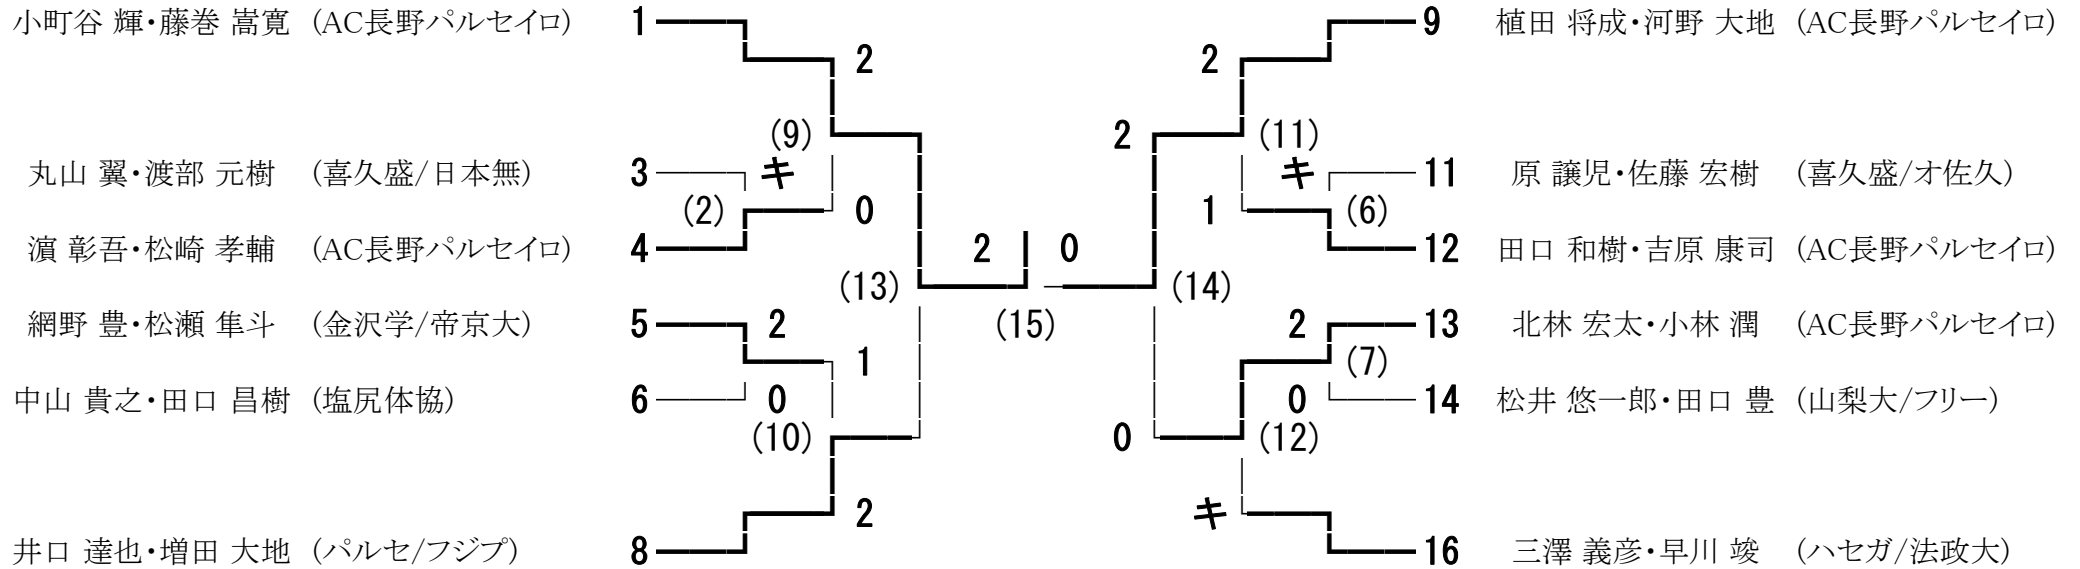 小町谷 輝・藤巻 嵩寛 (AC長野パルセイロ) 1 9 植田 将成・河野 大地 (AC長野パルセイロ)
2 2
(9) 2 (11)
丸山 翼・渡部 元樹 (喜久盛/日本無) 3 キ キ 11 原 譲児・佐藤 宏樹 (喜久盛/オ佐久)
(2) 0 1 (6)
濵 彰吾・松崎 孝輔 (AC長野パルセイロ) 4 2 0 12 田口 和樹・吉原 康司 (AC長野パルセイロ)
(13) (14)
網野 豊・松瀬 隼斗 (金沢学/帝京大) 5 2 (15) 2 13 北林 宏太・小林 潤 (AC長野パルセイロ)
1 (7)
中山 貴之・田口 昌樹 (塩尻体協) 6 0 0 14 松井 悠一郎・田口 豊 (山梨大/フリー)
(10) 0 (12)
2 キ
井口 達也・増田 大地 (パルセ/フジプ) 8 16 三澤 義彦・早川 竣 (ハセガ/法政大)